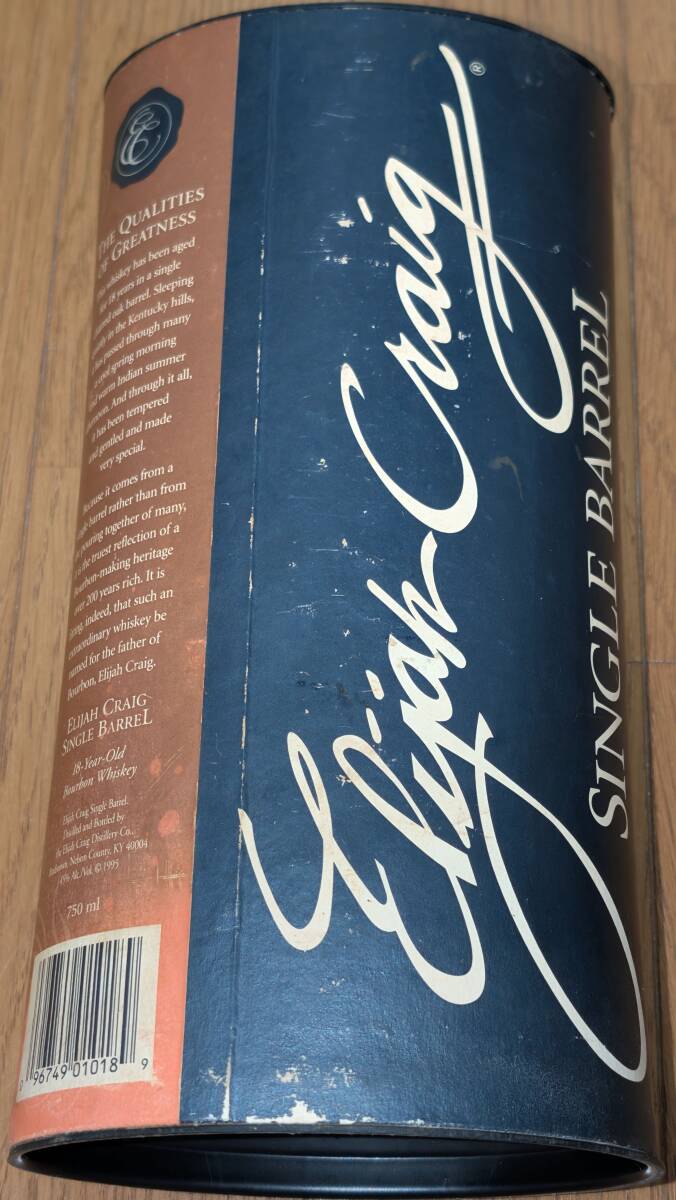 E
THE QUALITIES
OF GREATNESS
whiskey has been aged
18 years in a single
oak barrel. Sleeping
in the Kentucky hills,
has passed through many
a cool spring morning
and warm Indian summer
afternoon. And through it all,
it has been tempered
and gentled and made
very special.
Because it comes from a
single barrel rather than from
a pouring together of many,
it is the truest reflection of a
bourbon-making heritage
over 200 years rich. It is
fitting, indeed, that such an
extraordinary whiskey be
named for the father of
Bourbon, Elijah Craig.
ELIJAH CRAIG
SINGLE BARREL
18-Year-Old
Bourbon Whiskey
Elijah Craig Single Barrel.
Distilled and Bottled by
The Elijah Craig Distillery Co.,
Bardstown, Nelson County, KY 40004
45% Alc./Vol. © 1995
750 ml
96749 01018 9
Elijah Craig®
SINGLE BARREL